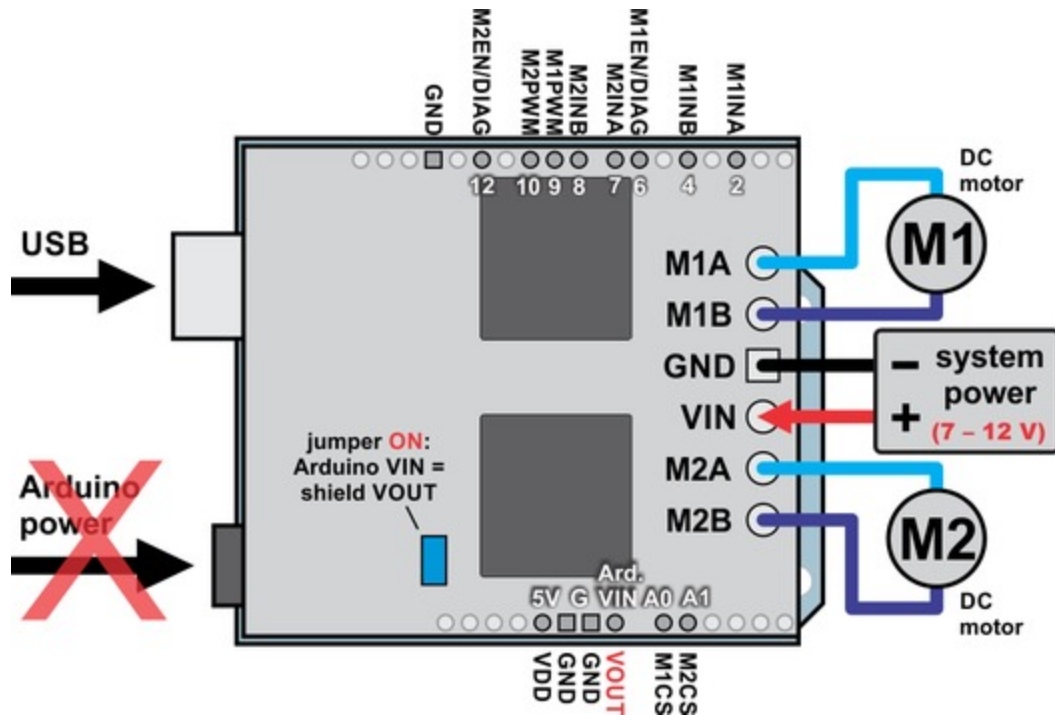 GND
M2EN/DIAG
M2PWM
M1PWM
M2INB
M2INA
M1EN/DIAG
M1INB
M1INA
12
10
9
8
7
6
4
2
DC
motor
M1
USB
M1A
M1B
GND
VIN
M2A
M2B
–
+
system
power
(7 – 12 V)
jumper ON:
Arduino VIN =
shield VOUT
Arduino
power
M2
DC
motor
5V
G
Ard.
VIN
A0
A1
VDD
GND
GND
VOUT
M1CS
M2CS